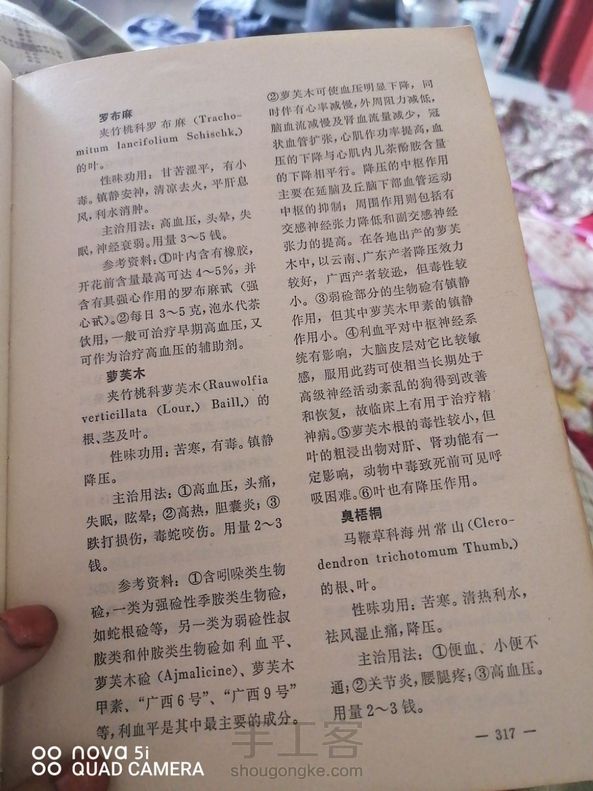 罗布麻
夹竹桃科罗布麻(Tracho-
mitum lancifolium Schischk.)
的叶。
性味功用：甘苦涩平，有小
毒。镇静安神，清凉去火，平肝息
风，利水消肿。
主治用法：高血压，头晕，失
眠，神经衰弱。用量3～5钱。
参考资料：①叶内含有橡胶，
开花前含量最高可达4～5%，并
含有具强心作用的罗布麻甙（强
心甙）。②每日3～5克，泡水代茶
饮用，一般可治疗早期高血压，又
可作为治疗高血压的辅助剂。
萝芙木
夹竹桃科萝芙木(Rauwolfia
verticillata (Lour.) Baill.)的
根、茎及叶。
性味功用：苦寒，有毒。镇静
降压。
主治用法：①高血压，头痛，
失眠，眩晕；②高热，胆囊炎；③
跌打损伤，毒蛇咬伤。用量2～3
钱。
参考资料：①含吲哚类生物
硷，一类为强硷性季胺类生物硷，
如蛇根硷等，另一类为弱硷性叔
胺类和仲胺类生物硷如利血平、
萝芙木硷(Ajmalicine)、萝芙木
甲素、“广西6号”、“广西9号”
等，利血平是其中最主要的成分。
②萝芙木可使血压明显下降，同
时伴有心率减慢，外周阻力减低，
脑血流减慢及肾血流量减少，冠
状血管扩张，心肌作功率提高，血
压的下降与心肌内儿茶酚胺含量
的下降相平行。降压的中枢作用
主要在延脑及丘脑下部血管运动
中枢的抑制；周围作用则包括有
交感神经张力降低和副交感神经
张力的提高。在各地出产的萝芙
木中，以云南、广东产者降压效力
较好，广西产者较逊，但毒性较
小。③弱硷部分的生物硷有镇静
作用，但其中萝芙木甲素的镇静
作用小。④利血平对中枢神经系
统有影响，大脑皮层对它比较敏
感，服用此药可使相当长期处于
高级神经活动紊乱的狗得到改善
和恢复，故临床上有用于治疗精
神病。⑤萝芙木根的毒性较小，但
叶的粗浸出物对肝、肾功能有一
定影响，动物中毒致死前可见呼
吸困难。⑥叶也有降压作用。
臭梧桐
马鞭草科海州常山(Clero-
dendron trichotomum Thumb.)
的根、叶。
性味功用：苦寒。清热利水，
祛风湿止痛，降压。
主治用法：①便血、小便不
通；②关节炎，腰腿疼；③高血压。
用量2～3钱。
— 317 —
nova 5i
QUAD CAMERA
手工客
shougongke.com